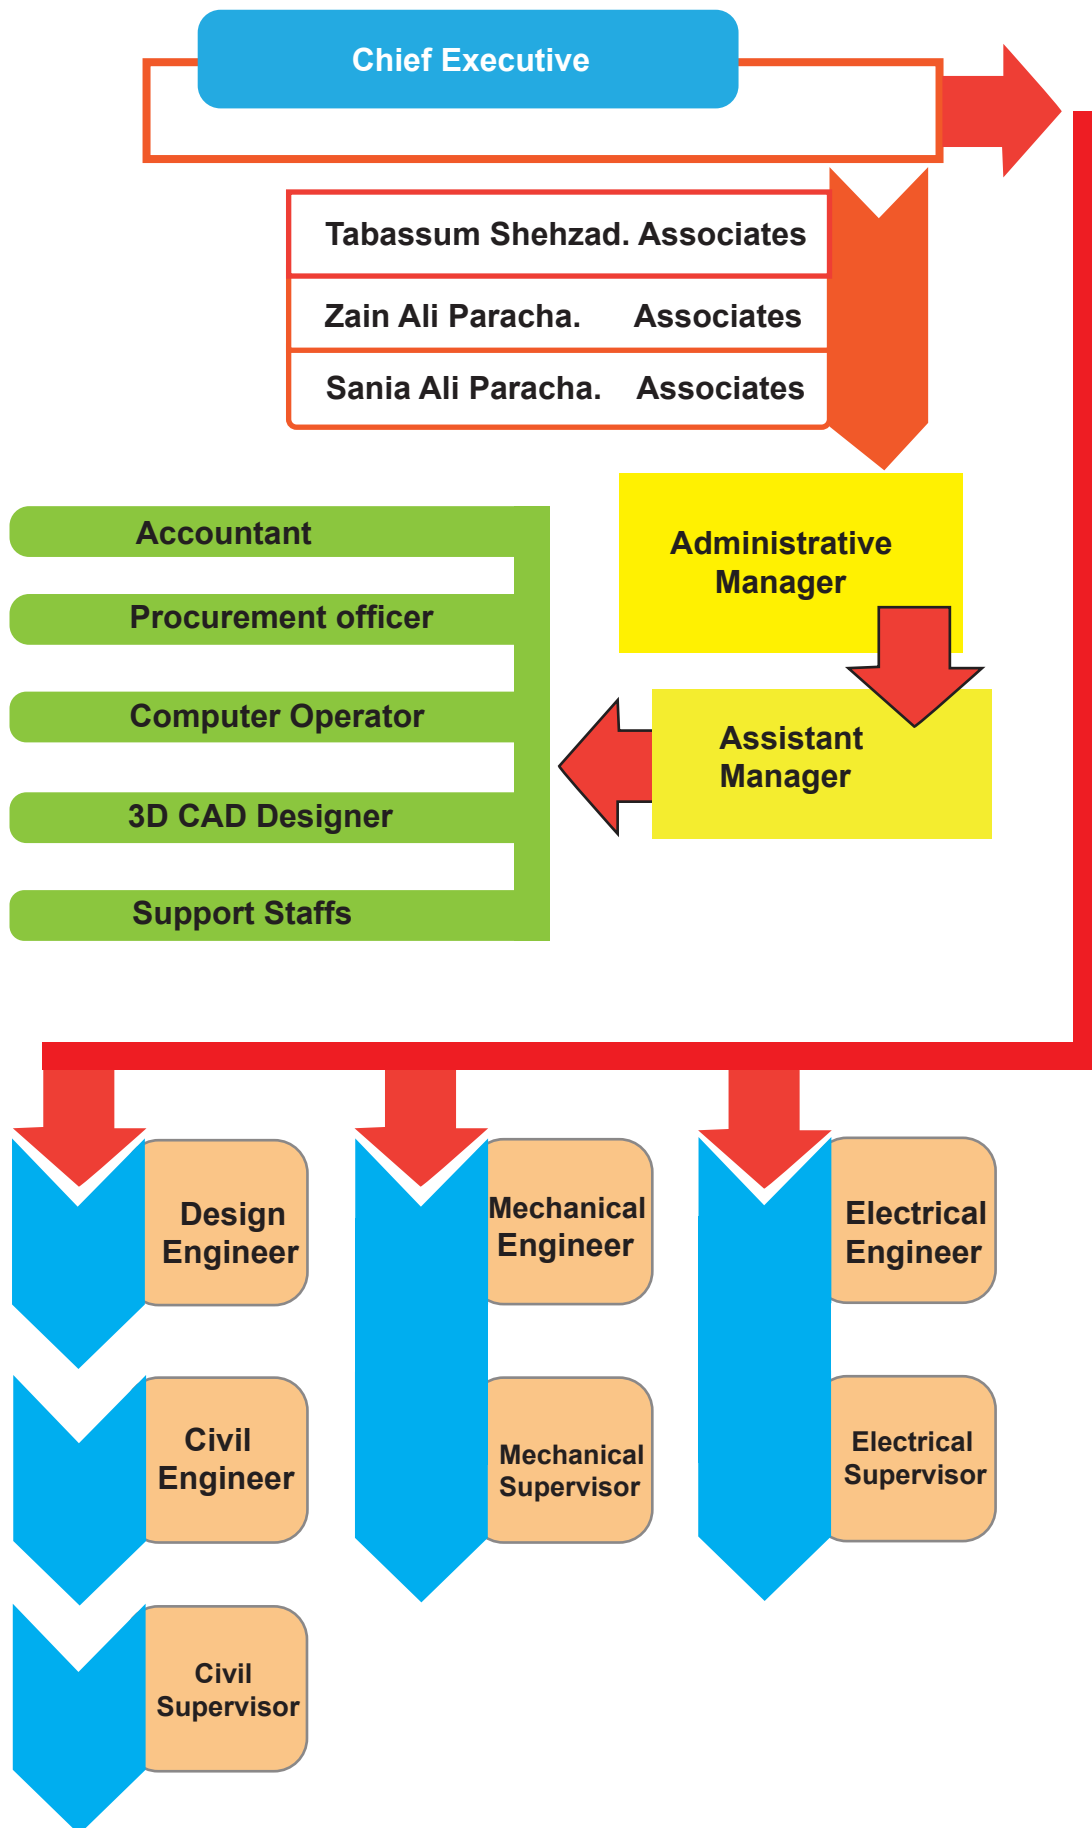 Chief Executive
Tabassum Shehzad. Associates
Zain Ali Paracha. Associates
Sania Ali Paracha. Associates
Administrative
Manager
Assistant
Manager
Accountant
Procurement officer
Computer Operator
3D CAD Designer
Support Staffs
Design
Engineer
Mechanical
Engineer
Electrical
Engineer
Civil
Engineer
Mechanical
Supervisor
Electrical
Supervisor
Civil
Supervisor